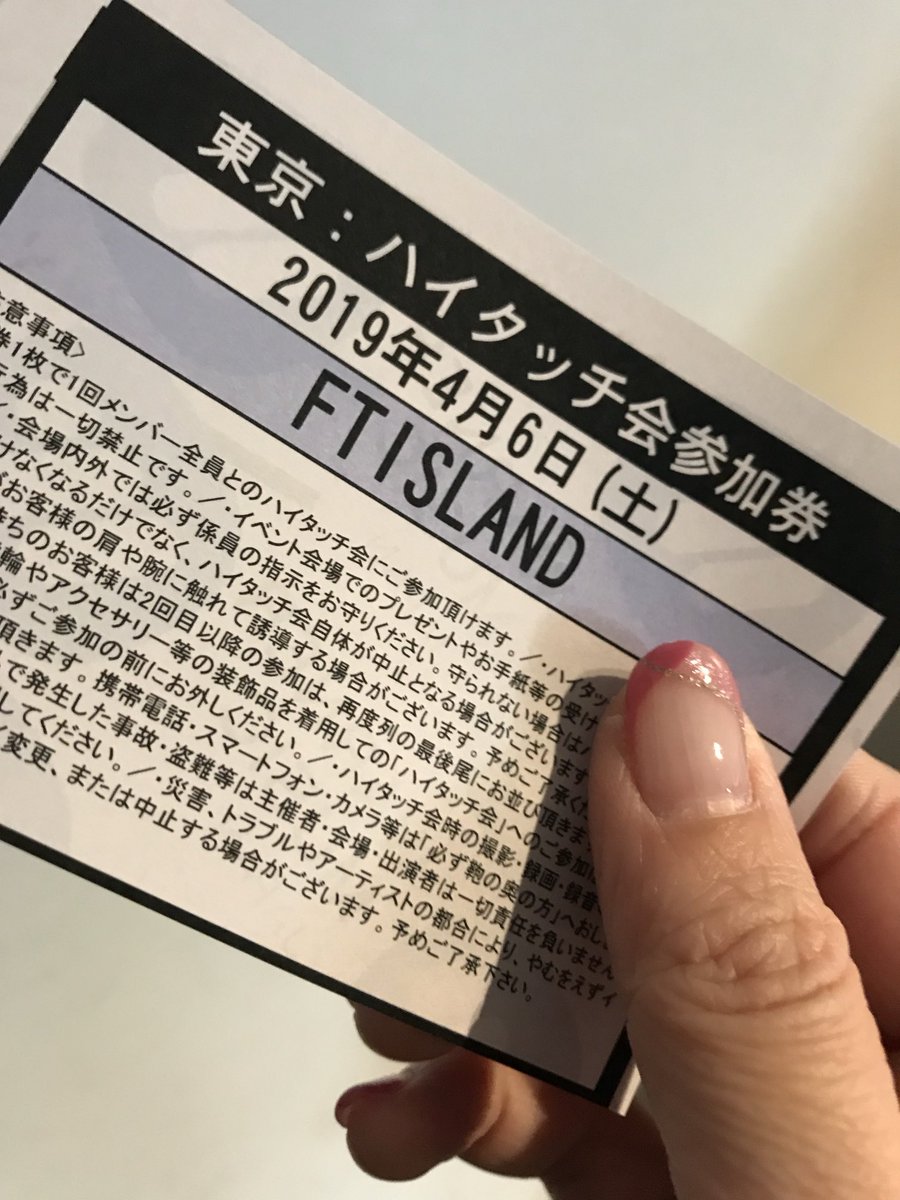 東京：ハイタッチ会参加券
2019年4月6日(土)
FTISLAND
意事項>
券1枚で1回メンバー全員とのハイタッチ会にご参加頂けます。／・ハイタッ
行為は一切禁止です。／・イベント会場でのプレゼントやお手紙等の受け
・会場内外では必ず係員の指示をお守りください。守られない場合はハ
けなくなるだけでなく、ハイタッチ会自体が中止となる場合がございます
がお客様の肩や腕に触れて誘導する場合がございます。予めご了承くだ
持ちのお客様は2回目以降の参加は、再度列の最後尾にお並び頂きま
輪やアクセサリー等の装飾品を着用しての「ハイタッチ会」へのご参加は
必ずご参加の前にお外しください。／・ハイタッチ会時の撮影・録画・録音
頂きます。携帯電話・スマートフォン・カメラ等は「必ず鞄の奥の方」へおし
で発生した事故・盗難等は主催者・会場・出演者は一切責任を負いません
してください。／・災害、トラブルやアーティストの都合により、やむをえずイ
変更、または中止する場合がございます。予めご了承下さい。